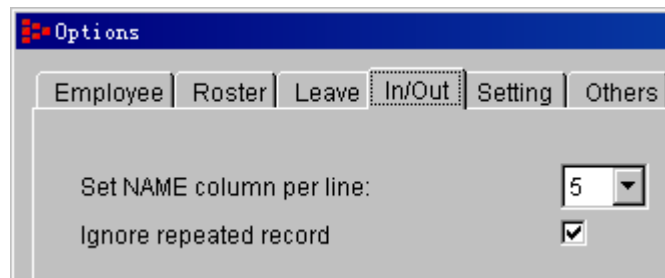 Options
Employee Roster Leave In/Out Setting Others
Set NAME column per line: 5
Ignore repeated record